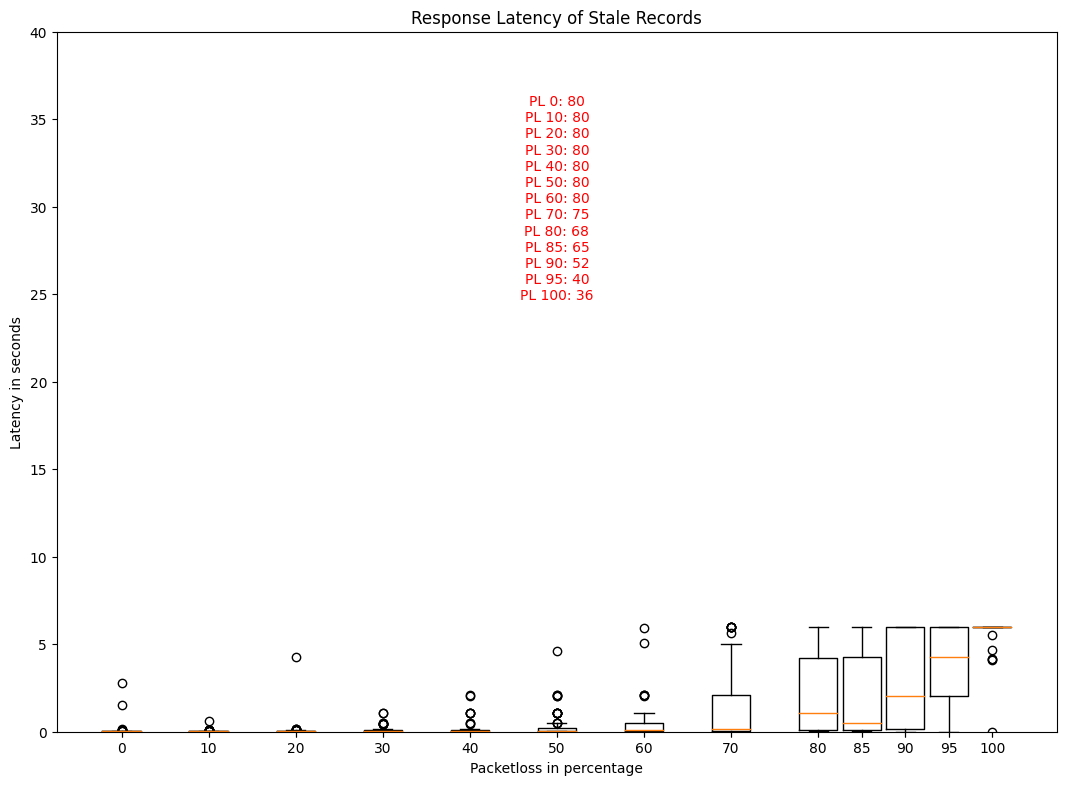 Response Latency of Stale Records
40
35
30
25
20
15
10
5
0
Latency in seconds
PL 0: 80
PL 10: 80
PL 20: 80
PL 30: 80
PL 40: 80
PL 50: 80
PL 60: 80
PL 70: 75
PL 80: 68
PL 85: 65
PL 90: 52
PL 95: 40
PL 100: 36
0 10 20 30 40 50 60 70 80 85 90 95 100
Packetloss in percentage